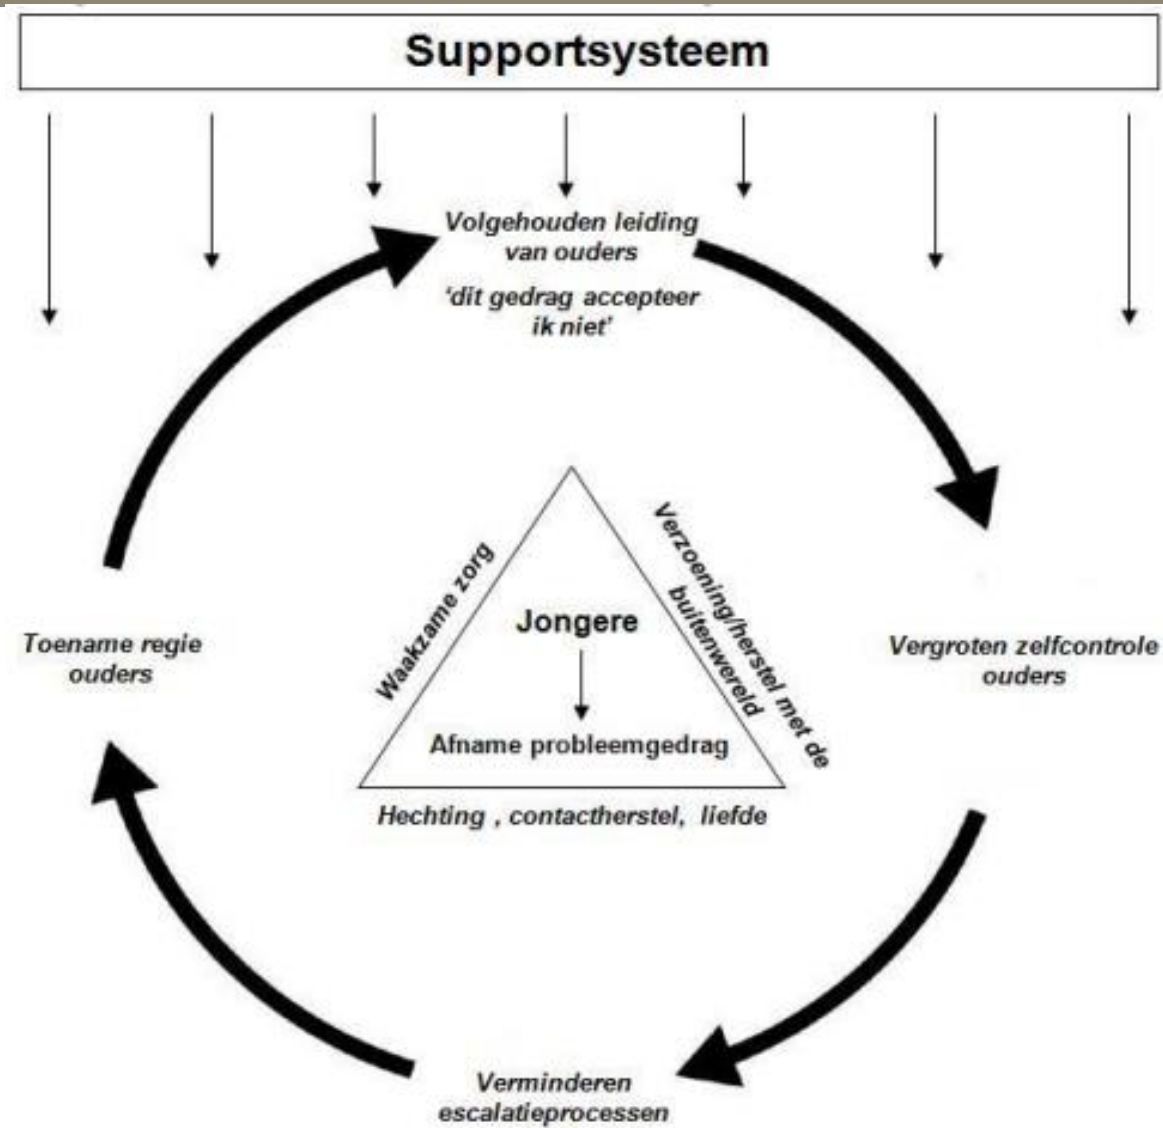 Supportsysteem
Volgehouden leiding
van ouders
‘dit gedrag accepteer
ik niet’
Waakzame zorg
Verzoening/herstel met de
buitenwereld
Jongere
Afname probleemgedrag
Hechting , contactherstel, liefde
Toename regie
ouders
Vergroten zelfcontrole
ouders
Verminderen
escalatieprocessen